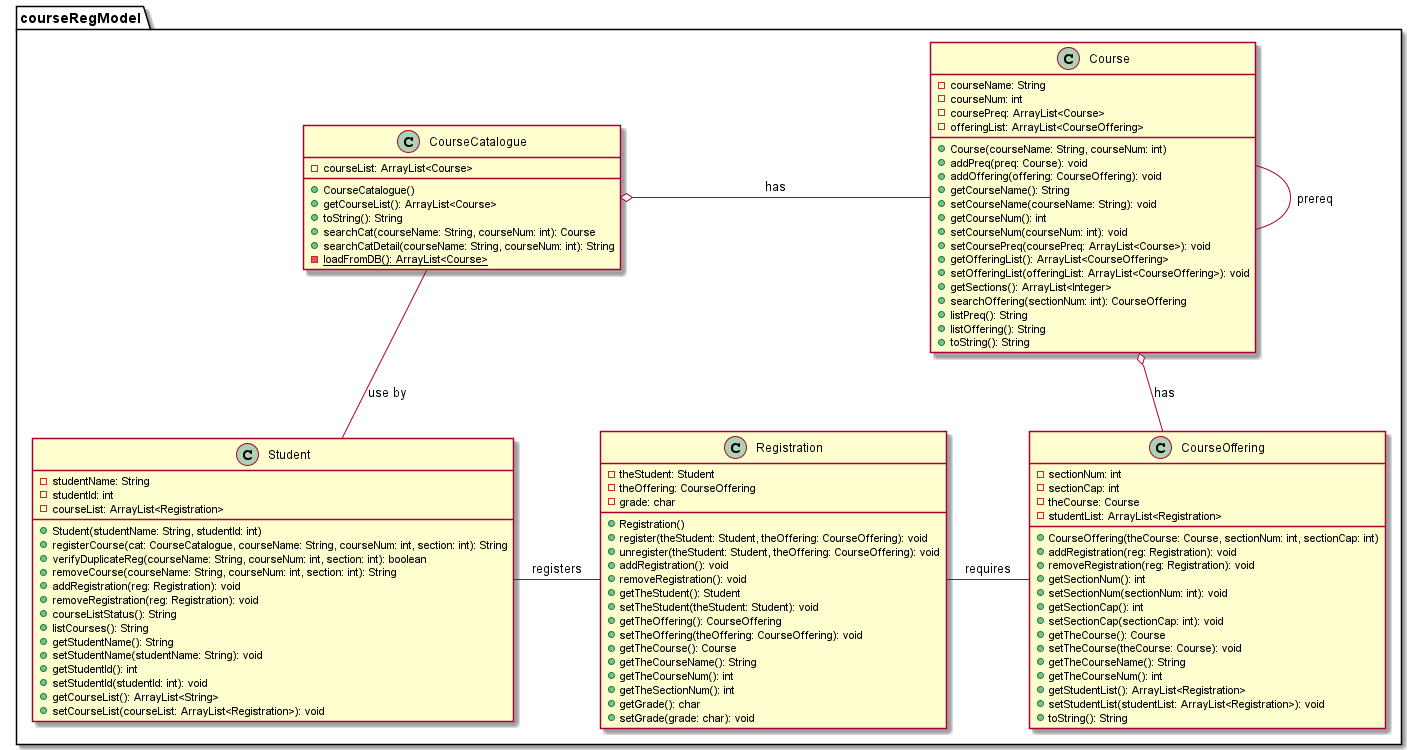 courseRegModel
C Course
courseName: String
courseNum: int
coursePreq: ArrayList<Course>
offeringList: ArrayList<CourseOffering>
Course(courseName: String, courseNum: int)
addPreq(preq: Course): void
addOffering(offering: CourseOffering): void
getCourseName(): String
setCourseName(courseName: String): void
getCourseNum(): int
setCourseNum(courseNum: int): void
setCoursePreq(coursePreq: ArrayList<Course>): void
getOfferingList(): ArrayList<CourseOffering>
setOfferingList(offeringList: ArrayList<CourseOffering>): void
getSections(): ArrayList<Integer>
searchOffering(sectionNum: int): CourseOffering
listPreq(): String
listOffering(): String
toString(): String
prereq
C CourseCatalogue
courseList: ArrayList<Course>
CourseCatalogue()
getCourseList(): ArrayList<Course>
toString(): String
searchCat(courseName: String, courseNum: int): Course
searchCatDetail(courseName: String, courseNum: int): String
loadFromDB(): ArrayList<Course>
has
use by
has
C Student
studentName: String
studentId: int
courseList: ArrayList<Registration>
Student(studentName: String, studentId: int)
registerCourse(cat: CourseCatalogue, courseName: String, courseNum: int, section: int): String
verifyDuplicateReg(courseName: String, courseNum: int, section: int): boolean
removeCourse(courseName: String, courseNum: int, section: int): String
addRegistration(reg: Registration): void
removeRegistration(reg: Registration): void
courseListStatus(): String
listCourses(): String
getStudentName(): String
setStudentName(studentName: String): void
getStudentId(): int
setStudentId(studentId: int): void
getCourseList(): ArrayList<String>
setCourseList(courseList: ArrayList<Registration>): void
registers
C Registration
theStudent: Student
theOffering: CourseOffering
grade: char
Registration()
register(theStudent: Student, theOffering: CourseOffering): void
unregister(theStudent: Student, theOffering: CourseOffering): void
addRegistration(): void
removeRegistration(): void
getTheStudent(): Student
setTheStudent(theStudent: Student): void
getTheOffering(): CourseOffering
setTheOffering(theOffering: CourseOffering): void
getTheCourse(): Course
getTheCourseName(): String
getTheCourseNum(): int
getTheSectionNum(): int
getGrade(): char
setGrade(grade: char): void
requires
C CourseOffering
sectionNum: int
sectionCap: int
theCourse: Course
studentList: ArrayList<Registration>
CourseOffering(theCourse: Course, sectionNum: int, sectionCap: int)
addRegistration(reg: Registration): void
removeRegistration(reg: Registration): void
getSectionNum(): int
setSectionNum(sectionNum: int): void
getSectionCap(): int
setSectionCap(sectionCap: int): void
getTheCourse(): Course
setTheCourse(theCourse: Course): void
getTheCourseName(): String
getTheCourseNum(): int
getStudentList(): ArrayList<Registration>
setStudentList(studentList: ArrayList<Registration>): void
toString(): String